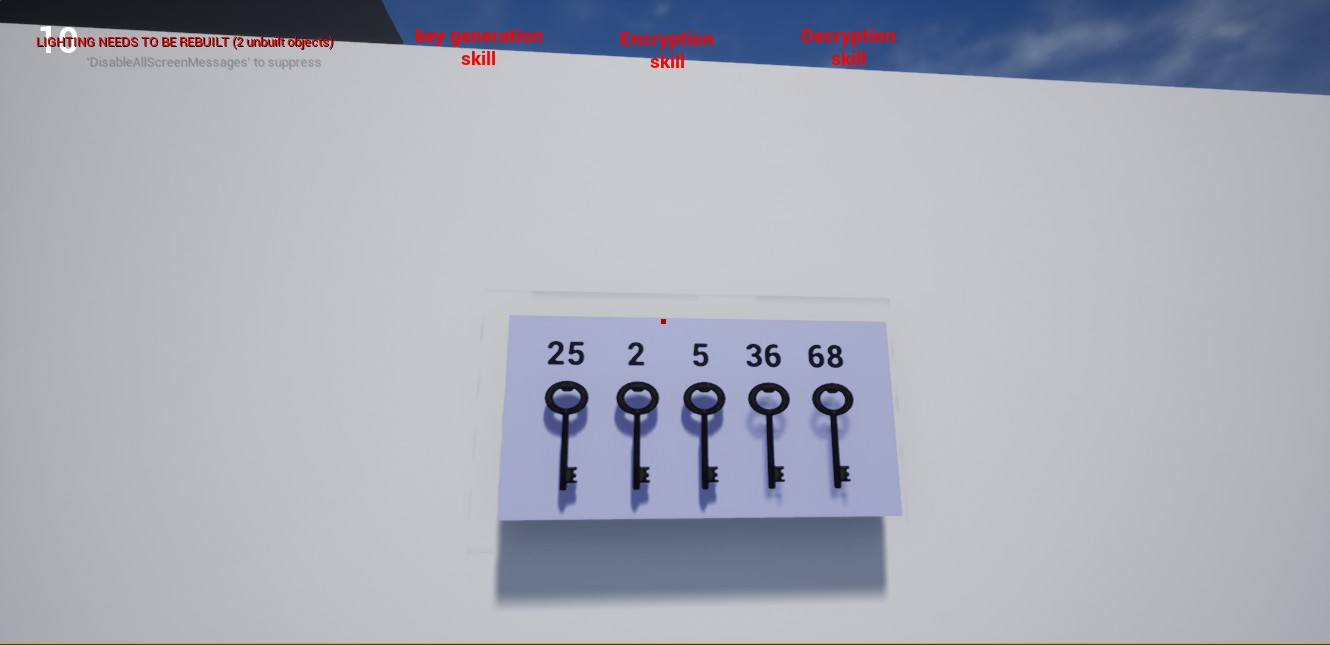 10
LIGHTING NEEDS TO BE REBUILT (2 unbuilt objects)
'DisableAllScreenMessages' to suppress
key generation
skill
Encryption
skill
Decryption
skill
25 2 5 36 68